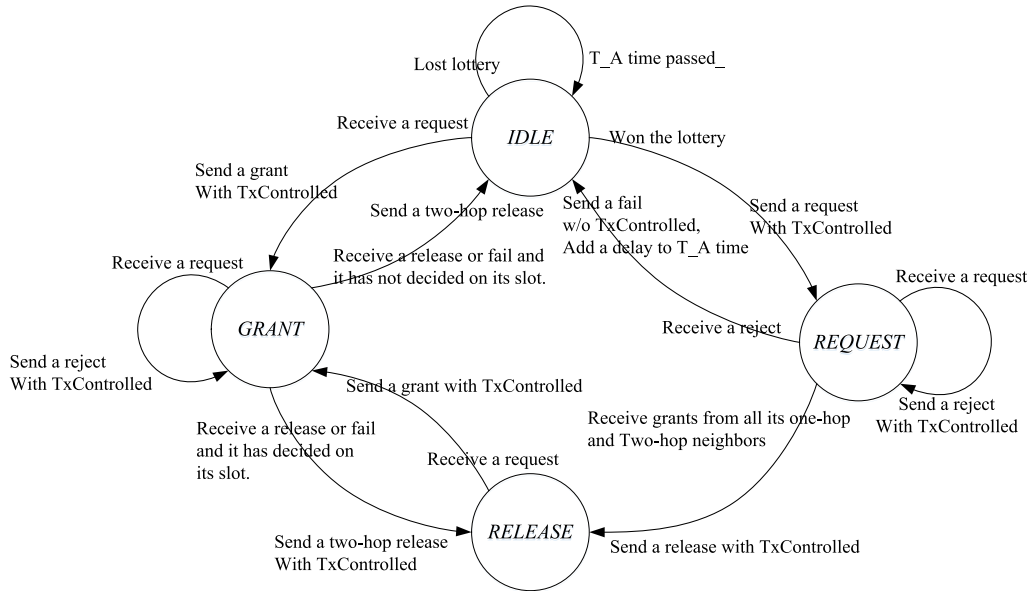 Lost lottery
T_A time passed_
Receive a request
IDLE
Won the lottery
Send a grant
With TxControlled
Send a two-hop release
Send a fail
w/o TxControlled,
Add a delay to T_A time
Send a request
With TxControlled
Receive a release or fail and
it has not decided on its slot.
Receive a request
GRANT
Receive a request
Receive a reject
REQUEST
Send a reject
With TxControlled
Send a grant with TxControlled
Send a reject
With TxControlled
Receive a release or fail
and it has decided on
its slot.
Receive grants from all its one-hop
and Two-hop neighbors
Receive a request
RELEASE
Send a two-hop release
With TxControlled
Send a release with TxControlled